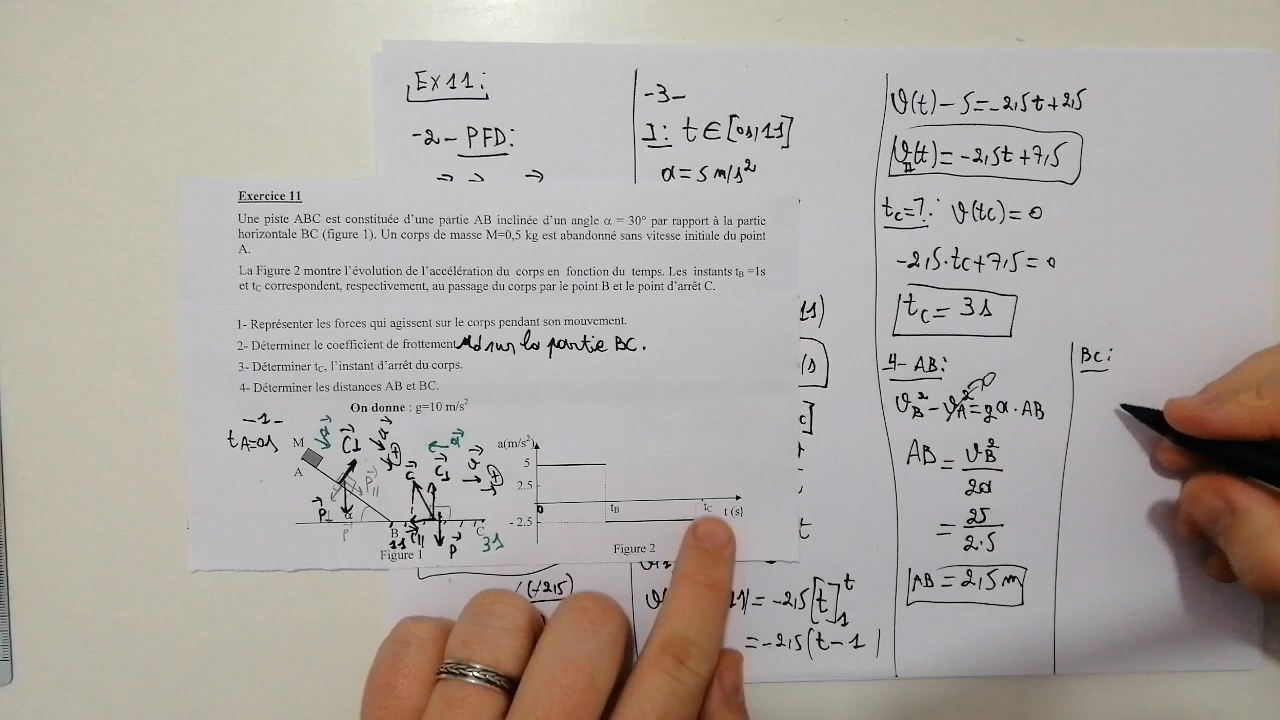 Ex 11:
-2- PFD:
Exercice 11
Une piste ABC est constituée d'une partie AB inclinée d'un angle α = 30° par rapport à la partie
horizontale BC (figure 1). Un corps de masse M=0,5 kg est abandonné sans vitesse initiale du point
A.
La Figure 2 montre l'évolution de l'accélération du corps en fonction du temps. Les instants tB =1s
et tC correspondent, respectivement, au passage du corps par le point B et le point d'arrêt C.
1- Représenter les forces qui agissent sur le corps pendant son mouvement.
2- Déterminer le coefficient de frottement μd sur la partie BC.
3- Déterminer tC, l'instant d'arrêt du corps.
4- Déterminer les distances AB et BC.
On donne : g=10 m/s²
-1-
tA=0s
M
A
B
C
1s
3s
Figure 1
a(m/s²)
5
2.5
0
tB
tC
t (s)
- 2.5
Figure 2
-3-
I: t ∈ [0s,1s]
a = 5 m/s²
= -2,5[t]
= -2,5(t-1
v(t) - 5 = -2,5t + 2,5
vII(t) = -2,5t + 7,5
tC=?: v(tC) = 0
-2,5·tC + 7,5 = 0
tC = 3s
4- AB:
vB² - vA² = 2a·AB
AB = vB²/2a
= 25/2·5
AB = 2,5 m
BC: